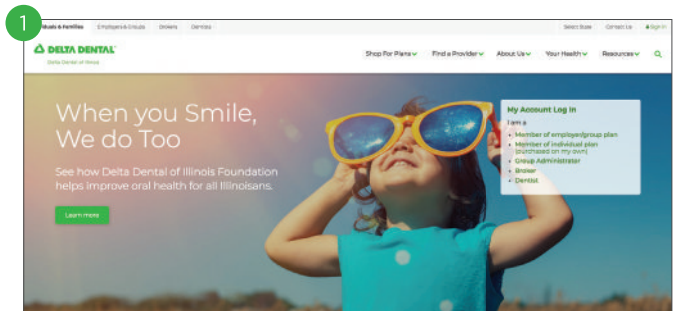 1
Individuals & Families Employers & Groups Brokers Dentists Select State Contact Us Sign In
DELTA DENTAL
Delta Dental of Illinois
Shop For Plans Find a Provider About Us Your Health Resources
When you Smile,
We do Too
See how Delta Dental of Illinois Foundation
helps improve oral health for all Illinoisans.
Learn more
My Account Log In
I am a
Member of employer/group plan
Member of individual plan
(purchased on my own)
Group Administrator
Broker
Dentist